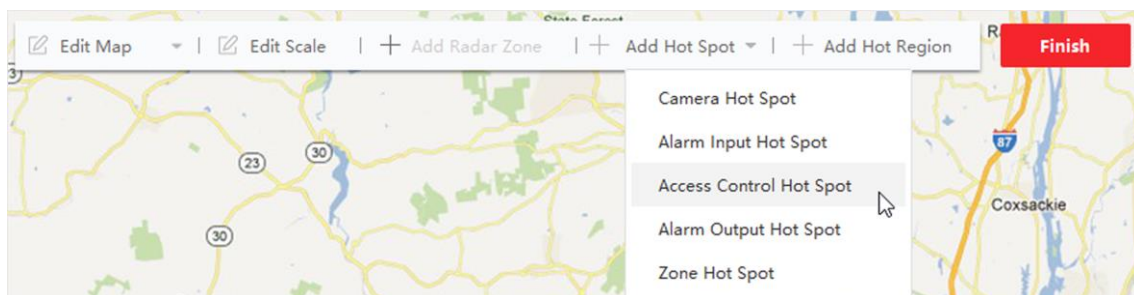 State Forest
Edit Map | Edit Scale | + Add Radar Zone | + Add Hot Spot | + Add Hot Region
Finish
Camera Hot Spot
Alarm Input Hot Spot
Access Control Hot Spot
Alarm Output Hot Spot
Zone Hot Spot
30
23
30
87
Coxsackie